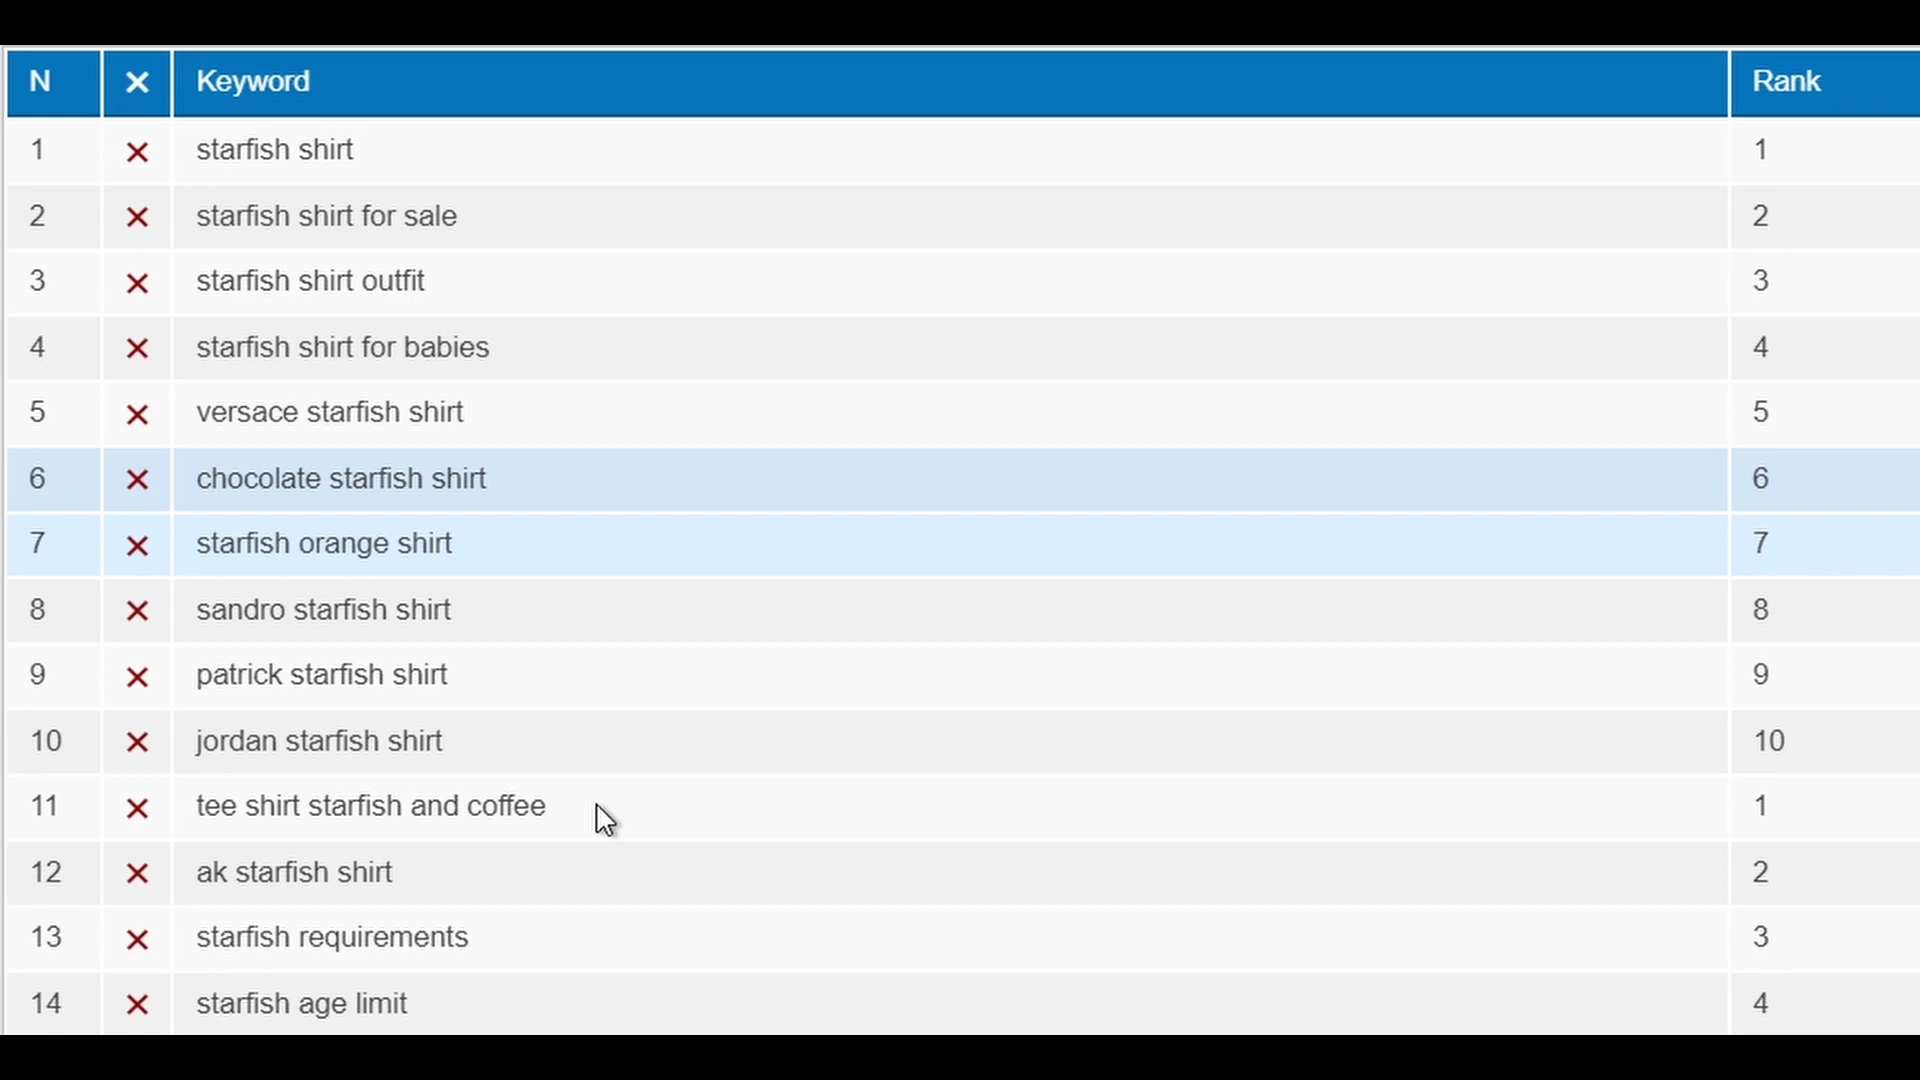 N × Keyword Rank
1 × starfish shirt 1
2 × starfish shirt for sale 2
3 × starfish shirt outfit 3
4 × starfish shirt for babies 4
5 × versace starfish shirt 5
6 × chocolate starfish shirt 6
7 × starfish orange shirt 7
8 × sandro starfish shirt 8
9 × patrick starfish shirt 9
10 × jordan starfish shirt 10
11 × tee shirt starfish and coffee 1
12 × ak starfish shirt 2
13 × starfish requirements 3
14 × starfish age limit 4